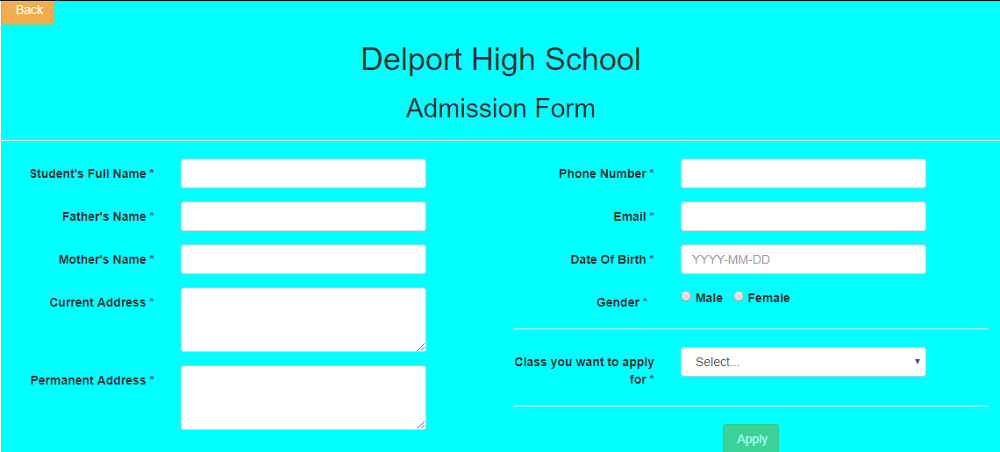 Back
Delport High School
Admission Form
Student's Full Name *
Father's Name *
Mother's Name *
Current Address *
Permanent Address *
Phone Number *
Email *
Date Of Birth *
YYYY-MM-DD
Gender *
Male Female
Class you want to apply
for *
Select...
Apply